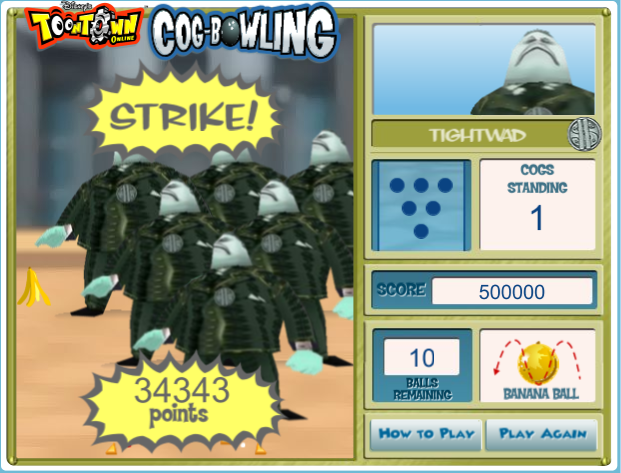 Disney's
TOONTOWN
ONLINE
COG-BOWLING
STRIKE!
34343
points
TIGHTWAD
COGS
STANDING
1
SCORE 500000
10
BALLS
REMAINING
BANANA BALL
HOW TO PLAY PLAY AGAIN